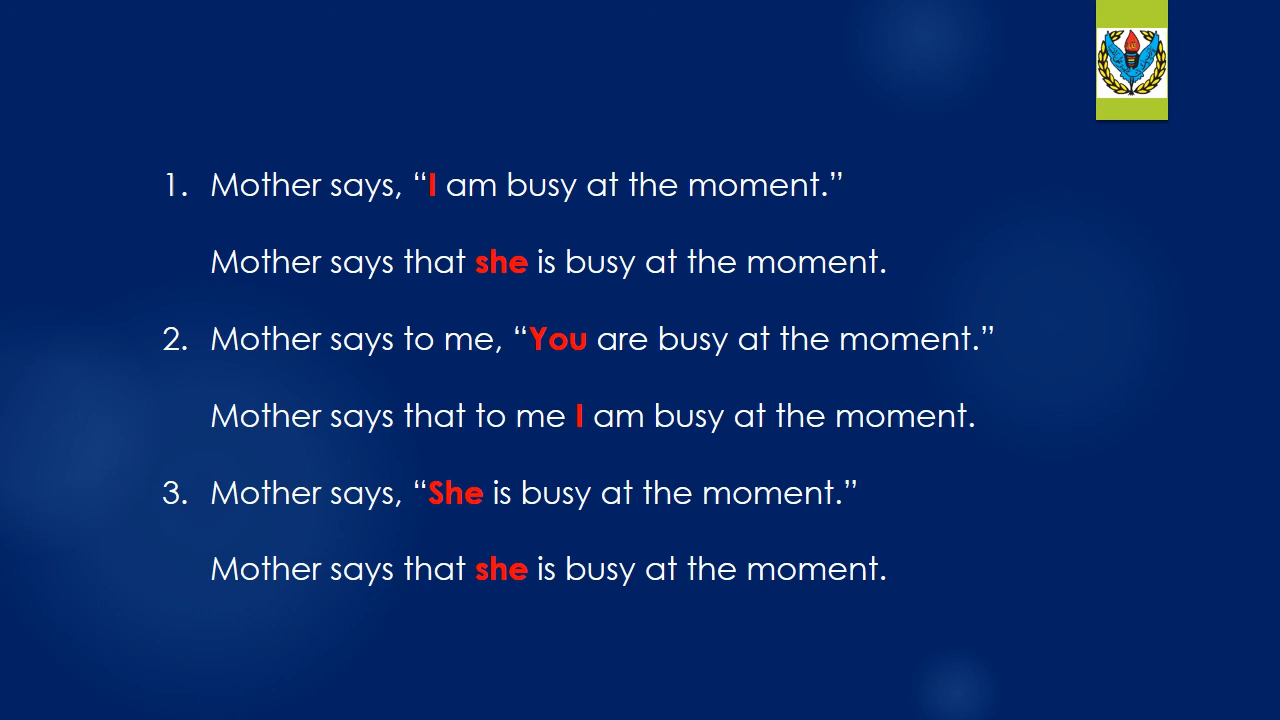 1. Mother says, “I am busy at the moment.”
Mother says that she is busy at the moment.
2. Mother says to me, “You are busy at the moment.”
Mother says that to me I am busy at the moment.
3. Mother says, “She is busy at the moment.”
Mother says that she is busy at the moment.